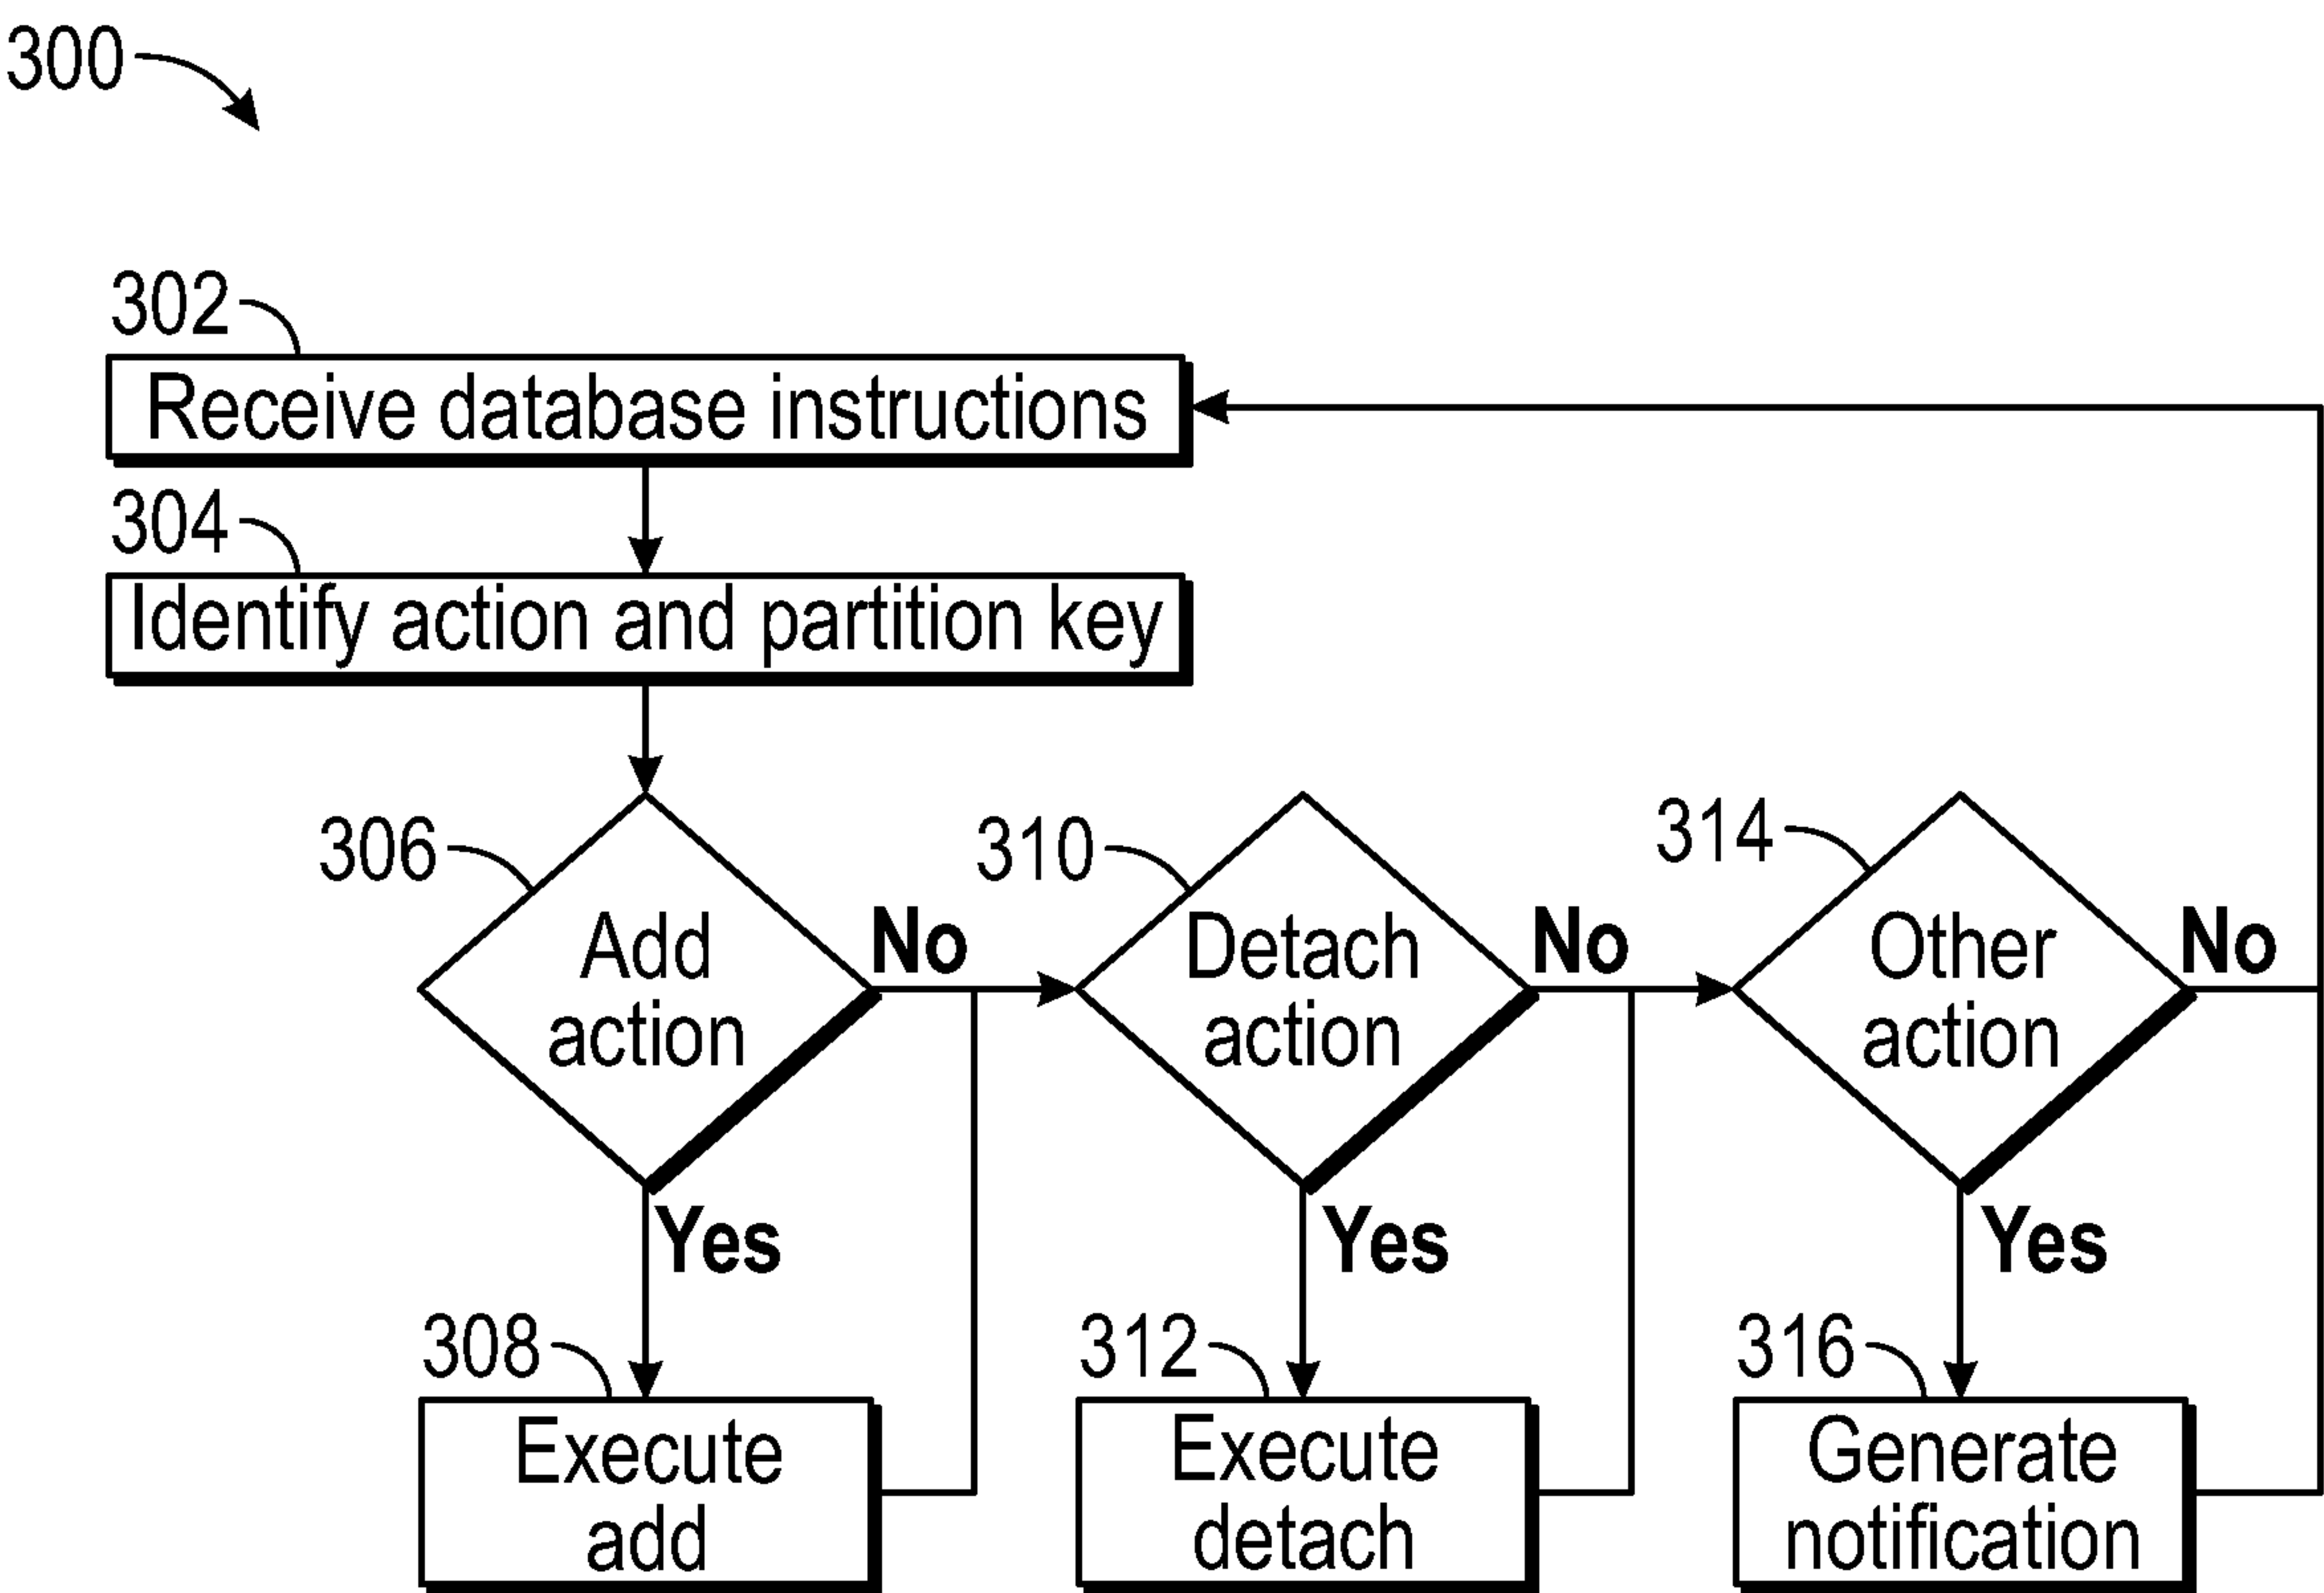 300
302
Receive database instructions
304
Identify action and partition key
306
Add
action
No
Yes
308
Execute
add
310
Detach
action
No
Yes
312
Execute
detach
314
Other
action
No
Yes
316
Generate
notification